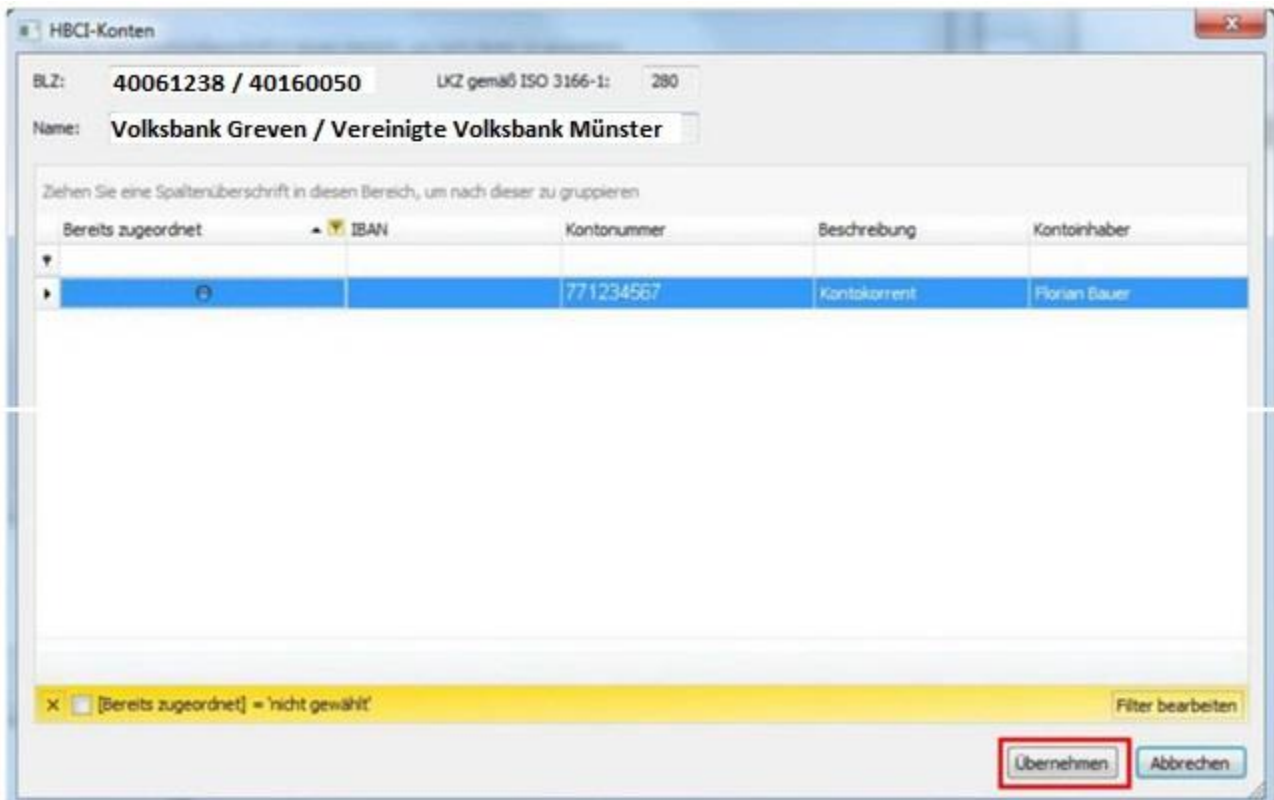 HBCI-Konten
BLZ: 40061238 / 40160050 LKZ gemäß ISO 3166-1: 280
Name: Volksbank Greven / Vereinigte Volksbank Münster
Ziehen Sie eine Spaltenüberschrift in diesen Bereich, um nach dieser zu gruppieren
Bereits zugeordnet IBAN Kontonummer Beschreibung Kontoinhaber
771234567 Kontokorrent Florian Bauer
[Bereits zugeordnet] = 'nicht gewählt' Filter bearbeiten
Übernehmen Abbrechen